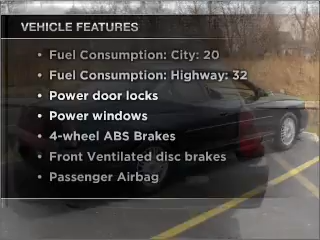 VEHICLE FEATURES
• Fuel Consumption: City: 20
• Fuel Consumption: Highway: 32
• Power door locks
• Power windows
• 4-wheel ABS Brakes
• Front Ventilated disc brakes
• Passenger Airbag